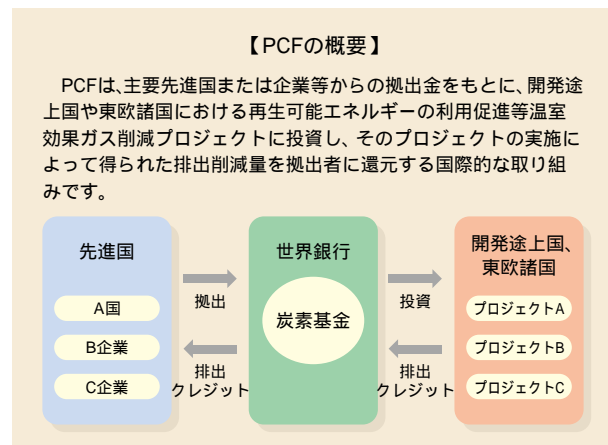 【PCFの概要】
PCFは、主要先進国または企業等からの拠出金をもとに、開発途
上国や東欧諸国における再生可能エネルギーの利用促進等温室
効果ガス削減プロジェクトに投資し、そのプロジェクトの実施に
よって得られた排出削減量を拠出者に還元する国際的な取り組
みです。
先進国
A国
B企業
C企業
拠出
排出
クレジット
世界銀行
炭素基金
投資
排出
クレジット
開発途上国、
東欧諸国
プロジェクトA
プロジェクトB
プロジェクトC